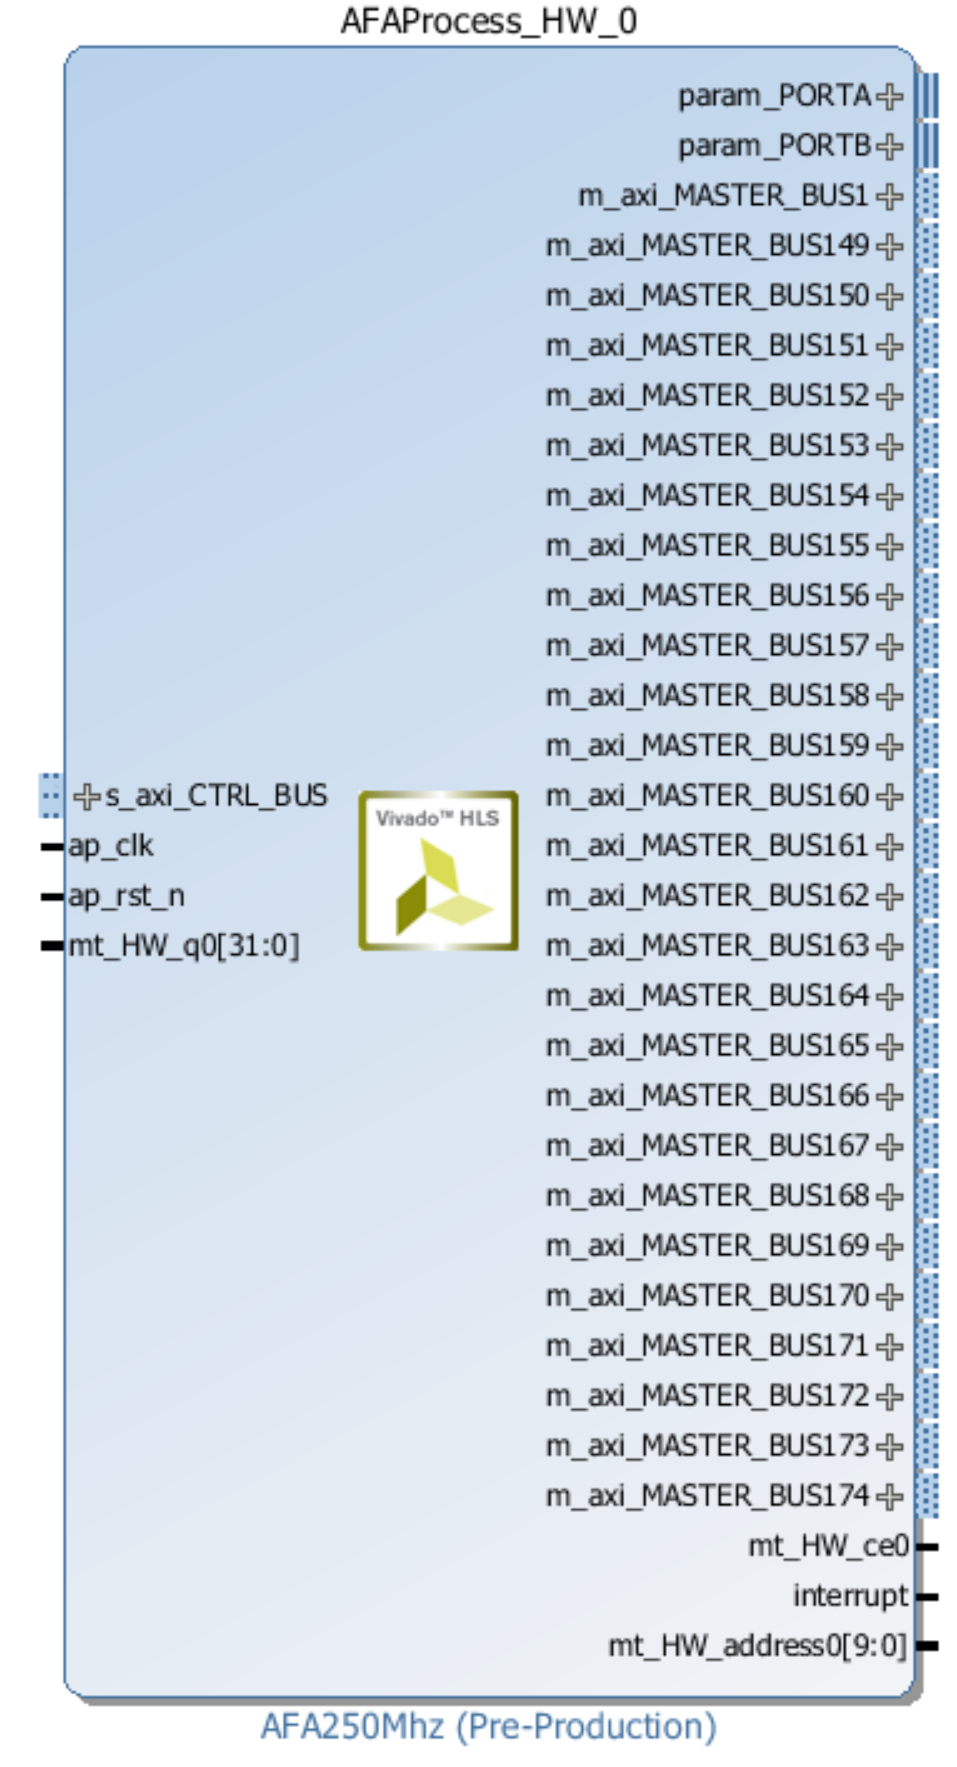 AFAProcess_HW_0
param_PORTA
param_PORTB
m_axi_MASTER_BUS1
m_axi_MASTER_BUS149
m_axi_MASTER_BUS150
m_axi_MASTER_BUS151
m_axi_MASTER_BUS152
m_axi_MASTER_BUS153
m_axi_MASTER_BUS154
m_axi_MASTER_BUS155
m_axi_MASTER_BUS156
m_axi_MASTER_BUS157
m_axi_MASTER_BUS158
m_axi_MASTER_BUS159
s_axi_CTRL_BUS
ap_clk
ap_rst_n
mt_HW_q0[31:0]
Vivado™ HLS
m_axi_MASTER_BUS160
m_axi_MASTER_BUS161
m_axi_MASTER_BUS162
m_axi_MASTER_BUS163
m_axi_MASTER_BUS164
m_axi_MASTER_BUS165
m_axi_MASTER_BUS166
m_axi_MASTER_BUS167
m_axi_MASTER_BUS168
m_axi_MASTER_BUS169
m_axi_MASTER_BUS170
m_axi_MASTER_BUS171
m_axi_MASTER_BUS172
m_axi_MASTER_BUS173
m_axi_MASTER_BUS174
mt_HW_ce0
interrupt
mt_HW_address0[9:0]
AFA250Mhz (Pre-Production)